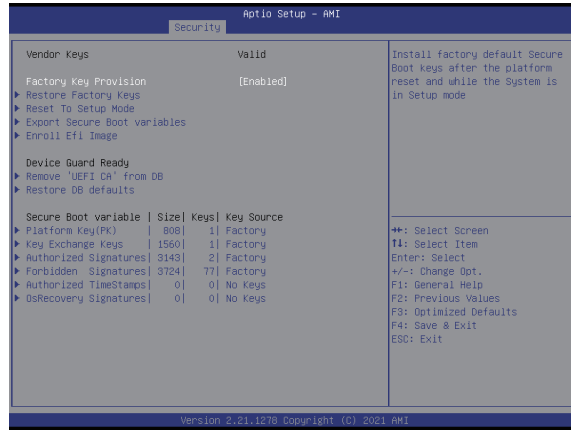 Aptio Setup - AMI
Security
Vendor Keys Valid
Factory Key Provision [Enabled]
Restore Factory Keys
Reset To Setup Mode
Export Secure Boot variables
Enroll Efi Image
Device Guard Ready
Remove 'UEFI CA' from DB
Restore DB defaults
Secure Boot variable | Size| Keys| Key Source
Platform Key(PK) | 808| 1| Factory
Key Exchange Keys | 1560| 1| Factory
Authorized Signatures| 3143| 2| Factory
Forbidden Signatures| 3724| 77| Factory
Authorized TimeStamps| 0| 0| No Keys
OsRecovery Signatures| 0| 0| No Keys
Install factory default Secure
Boot keys after the platform
reset and while the System is
in Setup mode
→←: Select Screen
↑↓: Select Item
Enter: Select
+/-: Change Opt.
F1: General Help
F2: Previous Values
F3: Optimized Defaults
F4: Save & Exit
ESC: Exit
Version 2.21.1278 Copyright (C) 2021 AMI